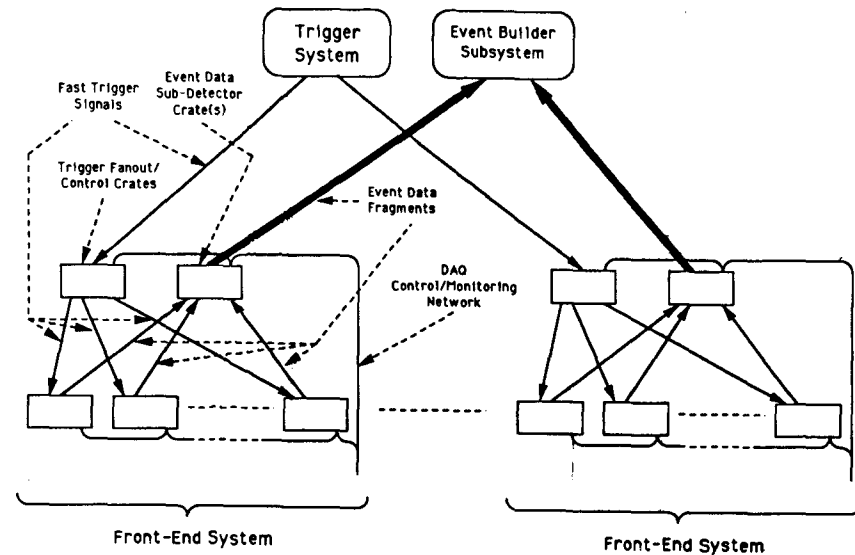 Trigger
System
Event Builder
Subsystem
Fast Trigger
Signals
Event Data
Sub-Detector
Crate(s)
Trigger Fanout/
Control Crates
Event Data
Fragments
DAQ
Control/Monitoring
Network
Front-End System
Front-End System